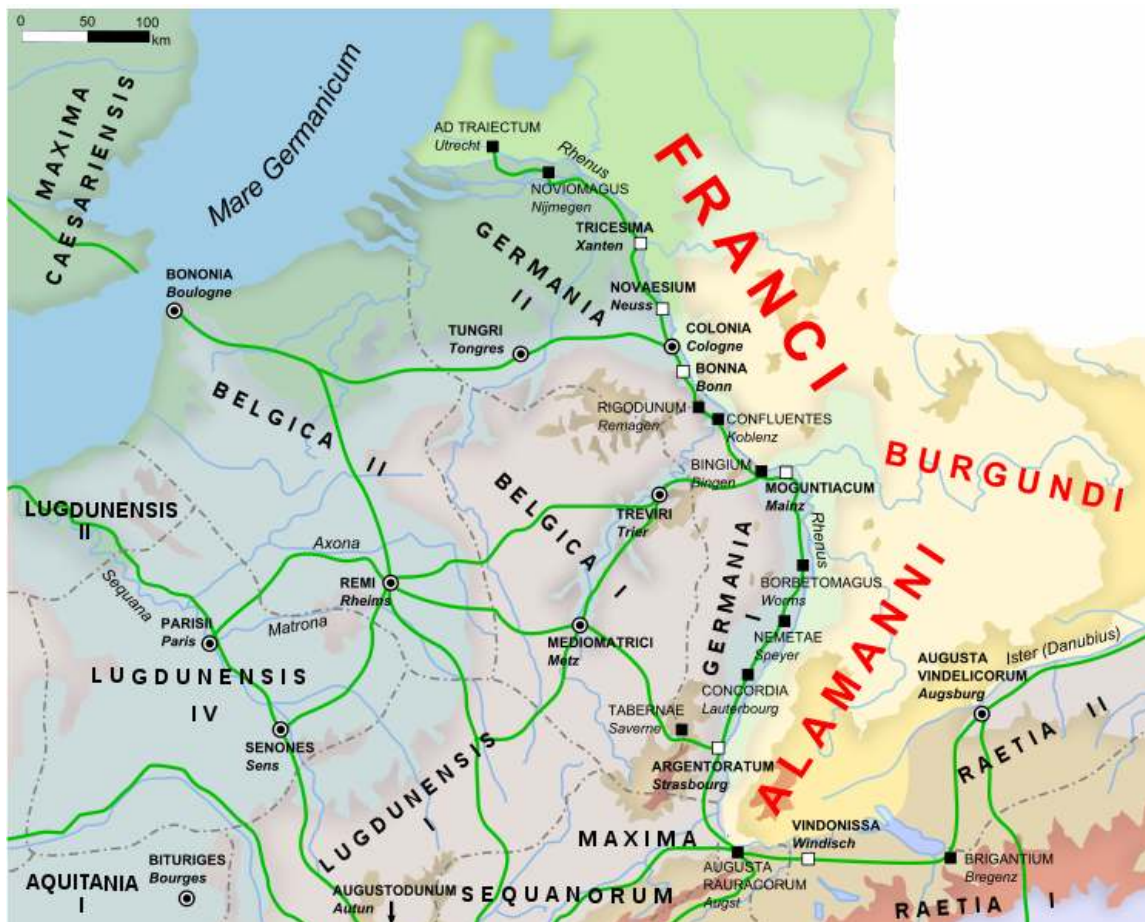 0 50 100
km
MAXIMA
CAESARIENSIS
Mare Germanicum
AD TRAIECTUM
Utrecht
Rhenus
NOVIOMAGUS
Nijmegen
FRANCI
TRICESIMA
Xanten
GERMANIA
II
BONONIA
Boulogne
NOVAESIUM
Neuss
TUNGRI
Tongres
COLONIA
Cologne
BONNA
Bonn
BELGICA
II
RIGODUNUM
Remagen
CONFLUENTES
Koblenz
BURGUNDI
BINGIUM
Bingen
MOGUNTIACUM
Mainz
BELGICA
I
TREVIRI
Trier
LUGDUNENSIS
II
Axona
Rhenus
GERMANIA
I
Sequana
REMI
Rheims
BORBETOMAGUS
Worms
ALAMANNI
PARISII
Paris
Matrona
MEDIOMATRICI
Metz
NEMETAE
Speyer
Ister (Danubius)
AUGUSTA
VINDELICORUM
Augsburg
LUGDUNENSIS
IV
CONCORDIA
Lauterbourg
TABERNAE
Saverne
SENONES
Sens
ARGENTORATUM
Strasbourg
RAETIA II
LUGDUNENSIS
I
MAXIMA
SEQUANORUM
VINDONISSA
Windisch
BITURIGES
Bourges
AQUITANIA
I
AUGUSTODUNUM
Autun
AUGUSTA
RAURACORUM
Augst
BRIGANTIUM
Bregenz
RAETIA I